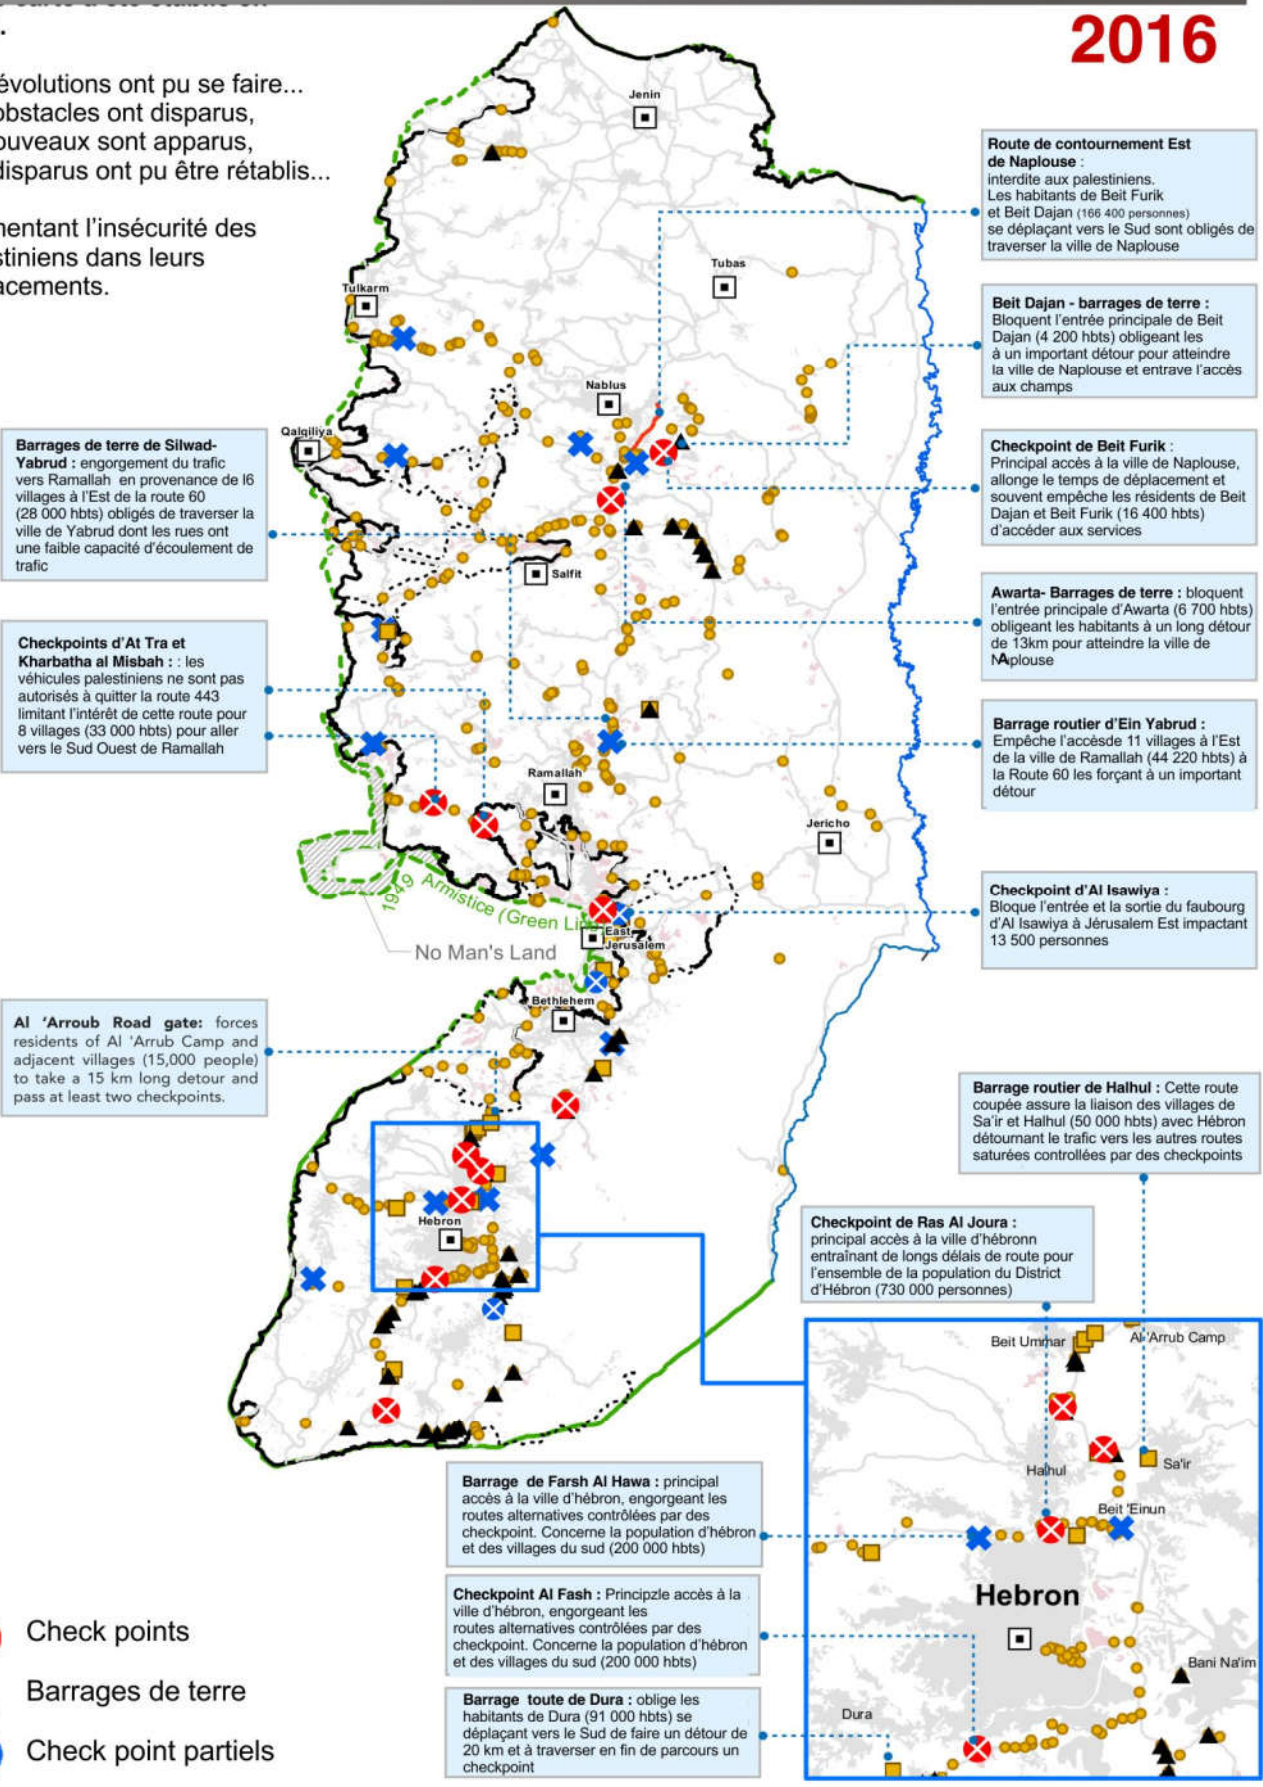 2016
évolutions ont pu se faire...
obstacles ont disparus,
ouveaux sont apparus,
disparus ont pu être rétablis...
nentant l'insécurité des
stiniens dans leurs
acements.
Jenin
Tubas
Tulkarm
Nablus
Qalqiliya
Salfit
Ramallah
Jericho
1949 Armistice (Green Line)
No Man's Land
East
Jerusalem
Bethlehem
Hebron
Route de contournement Est
de Naplouse :
interdite aux palestiniens.
Les habitants de Beit Furik
et Beit Dajan (166 400 personnes)
se déplaçant vers le Sud sont obligés de
traverser la ville de Naplouse
Beit Dajan - barrages de terre :
Bloquent l'entrée principale de Beit
Dajan (4 200 hbts) obligeant les
à un important détour pour atteindre
la ville de Naplouse et entrave l'accès
aux champs
Checkpoint de Beit Furik :
Principal accès à la ville de Naplouse,
allonge le temps de déplacement et
souvent empêche les résidents de Beit
Dajan et Beit Furik (16 400 hbts)
d'accéder aux services
Awarta- Barrages de terre : bloquent
l'entrée principale d'Awarta (6 700 hbts)
obligeant les habitants à un long détour
de 13km pour atteindre la ville de
Naplouse
Barrage routier d'Ein Yabrud :
Empêche l'accèsde 11 villages à l'Est
de la ville de Ramallah (44 220 hbts) à
la Route 60 les forçant à un important
détour
Checkpoint d'Al Isawiya :
Bloque l'entrée et la sortie du faubourg
d'Al Isawiya à Jérusalem Est impactant
13 500 personnes
Barrages de terre de Silwad-
Yabrud : engorgement du trafic
vers Ramallah en provenance de l6
villages à l'Est de la route 60
(28 000 hbts) obligés de traverser la
ville de Yabrud dont les rues ont
une faible capacité d'écoulement de
trafic
Checkpoints d'At Tra et
Kharbatha al Misbah : : les
véhicules palestiniens ne sont pas
autorisés à quitter la route 443
limitant l'intérêt de cette route pour
8 villages (33 000 hbts) pour aller
vers le Sud Ouest de Ramallah
Al 'Arroub Road gate: forces
residents of Al 'Arrub Camp and
adjacent villages (15,000 people)
to take a 15 km long detour and
pass at least two checkpoints.
Barrage routier de Halhul : Cette route
coupée assure la liaison des villages de
Sa'ir et Halhul (50 000 hbts) avec Hébron
détournant le trafic vers les autres routes
saturées controllées par des checkpoints
Checkpoint de Ras Al Joura :
principal accès à la ville d'hébronn
entraînant de longs délais de route pour
l'ensemble de la population du District
d'Hébron (730 000 personnes)
Barrage de Farsh Al Hawa : principal
accès à la ville d'hébron, engorgeant les
routes alternatives contrôlées par des
checkpoint. Concerne la population d'hébron
et des villages du sud (200 000 hbts)
Checkpoint Al Fash : Principzle accès à la
ville d'hébron, engorgeant les
routes alternatives contrôlées par des
checkpoint. Concerne la population d'hébron
et des villages du sud (200 000 hbts)
Barrage toute de Dura : oblige les
habitants de Dura (91 000 hbts) se
déplaçant vers le Sud de faire un détour de
20 km et à traverser en fin de parcours un
checkpoint
Beit Ummar
Al 'Arrub Camp
Halhul
Sa'ir
Beit 'Einun
Hebron
Bani Na'im
Dura
Check points
Barrages de terre
Check point partiels